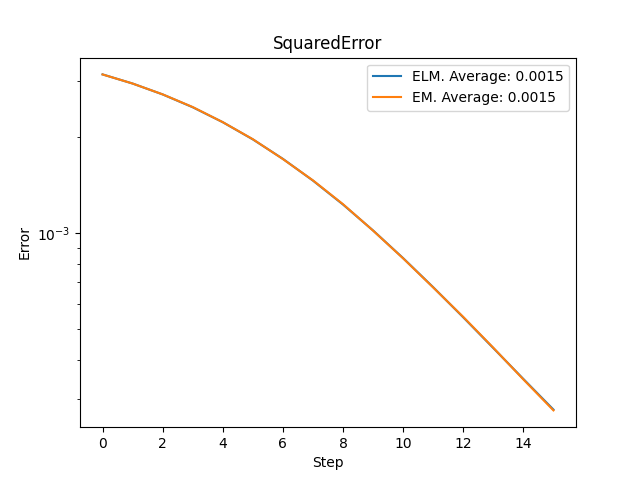 SquaredError
ELM. Average: 0.0015
EM. Average: 0.0015
10⁻³
Error
0 2 4 6 8 10 12 14
Step